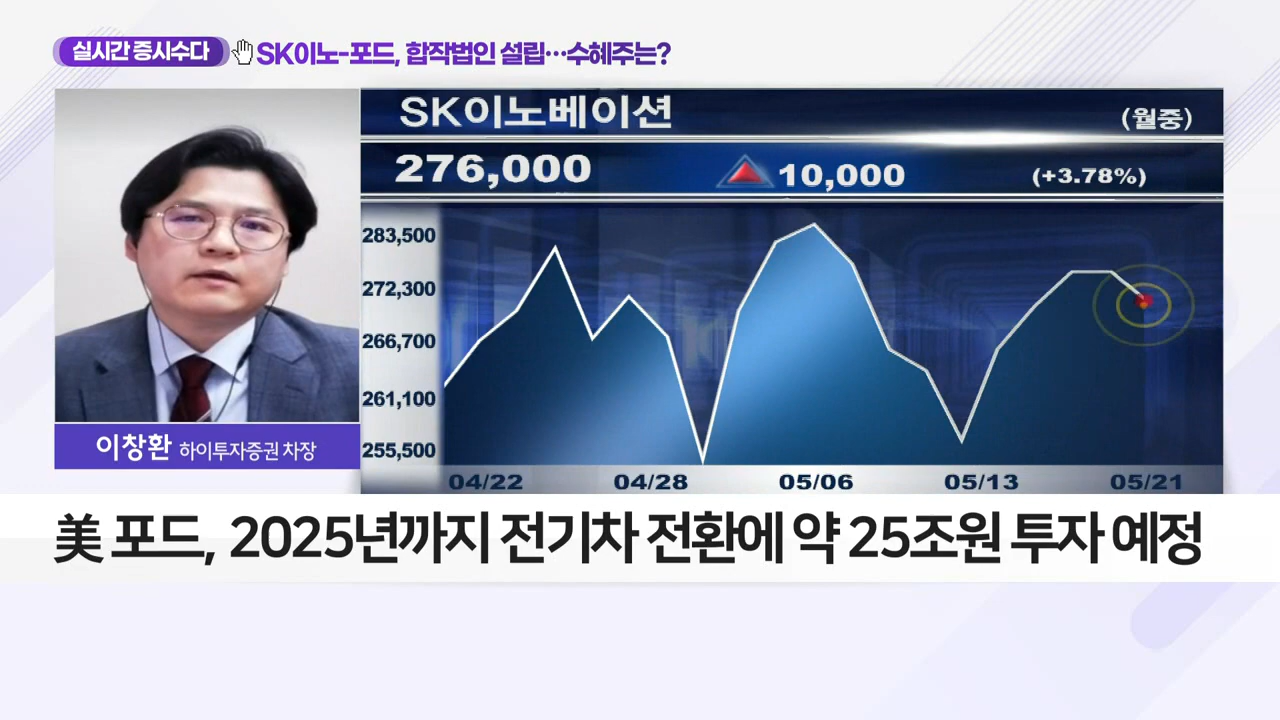 실시간 증시수다 SK이노-포드, 합작법인 설립…수혜주는?
SK이노베이션 (월중)
276,000 10,000 (+3.78%)
283,500
272,300
266,700
261,100
255,500
04/22 04/28 05/06 05/13 05/21
이창환 하이투자증권 차장
美 포드, 2025년까지 전기차 전환에 약 25조원 투자 예정